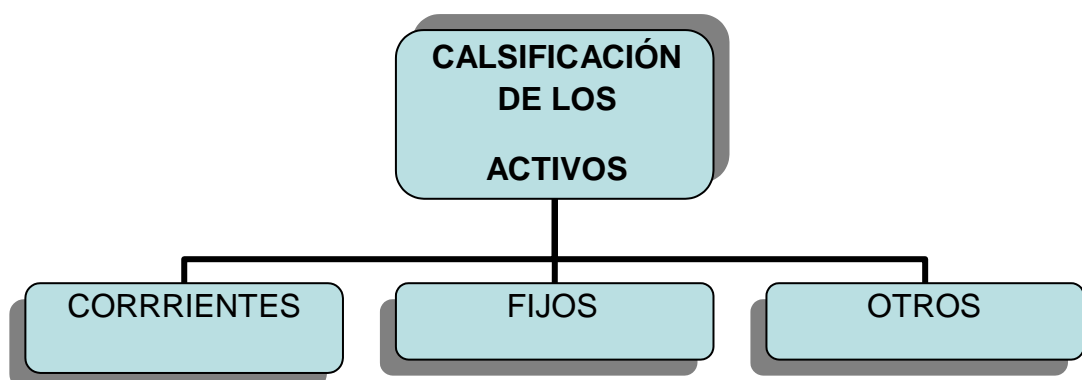 CALSIFICACIÓN
DE LOS
ACTIVOS
CORRRIENTES
FIJOS
OTROS